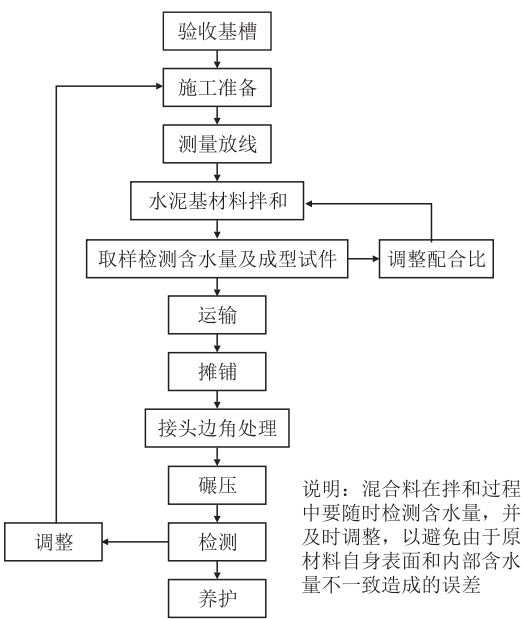 验收基槽
施工准备
测量放线
水泥基材料拌和
取样检测含水量及成型试件
调整配合比
运输
摊铺
接头边角处理
碾压
说明：混合料在拌和过程
中要随时检测含水量，并
及时调整，以避免由于原
材料自身表面和内部含水
量不一致造成的误差
调整
检测
养护